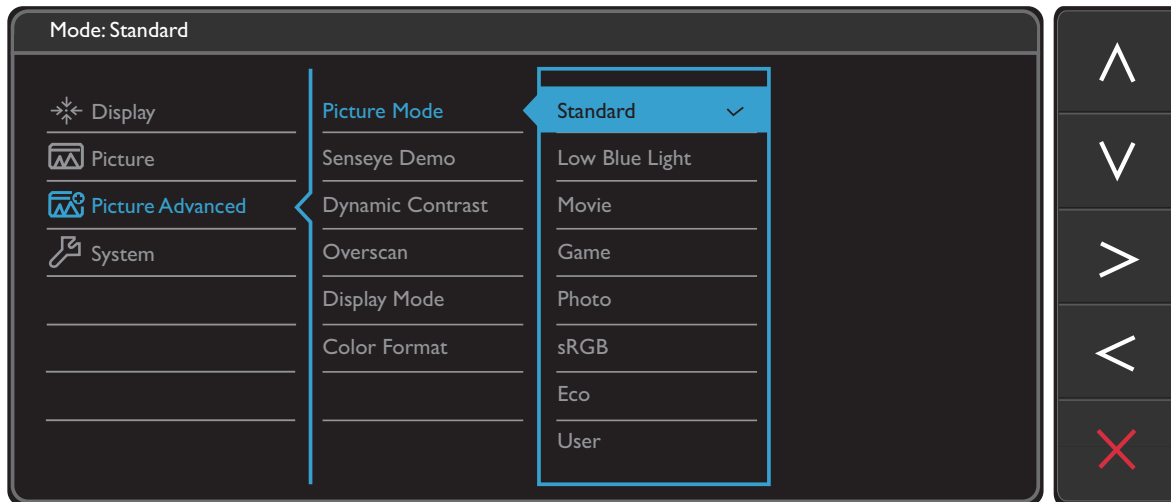 Mode: Standard
Display
Picture
Picture Advanced
System
Picture Mode
Senseye Demo
Dynamic Contrast
Overscan
Display Mode
Color Format
Standard
Low Blue Light
Movie
Game
Photo
sRGB
Eco
User